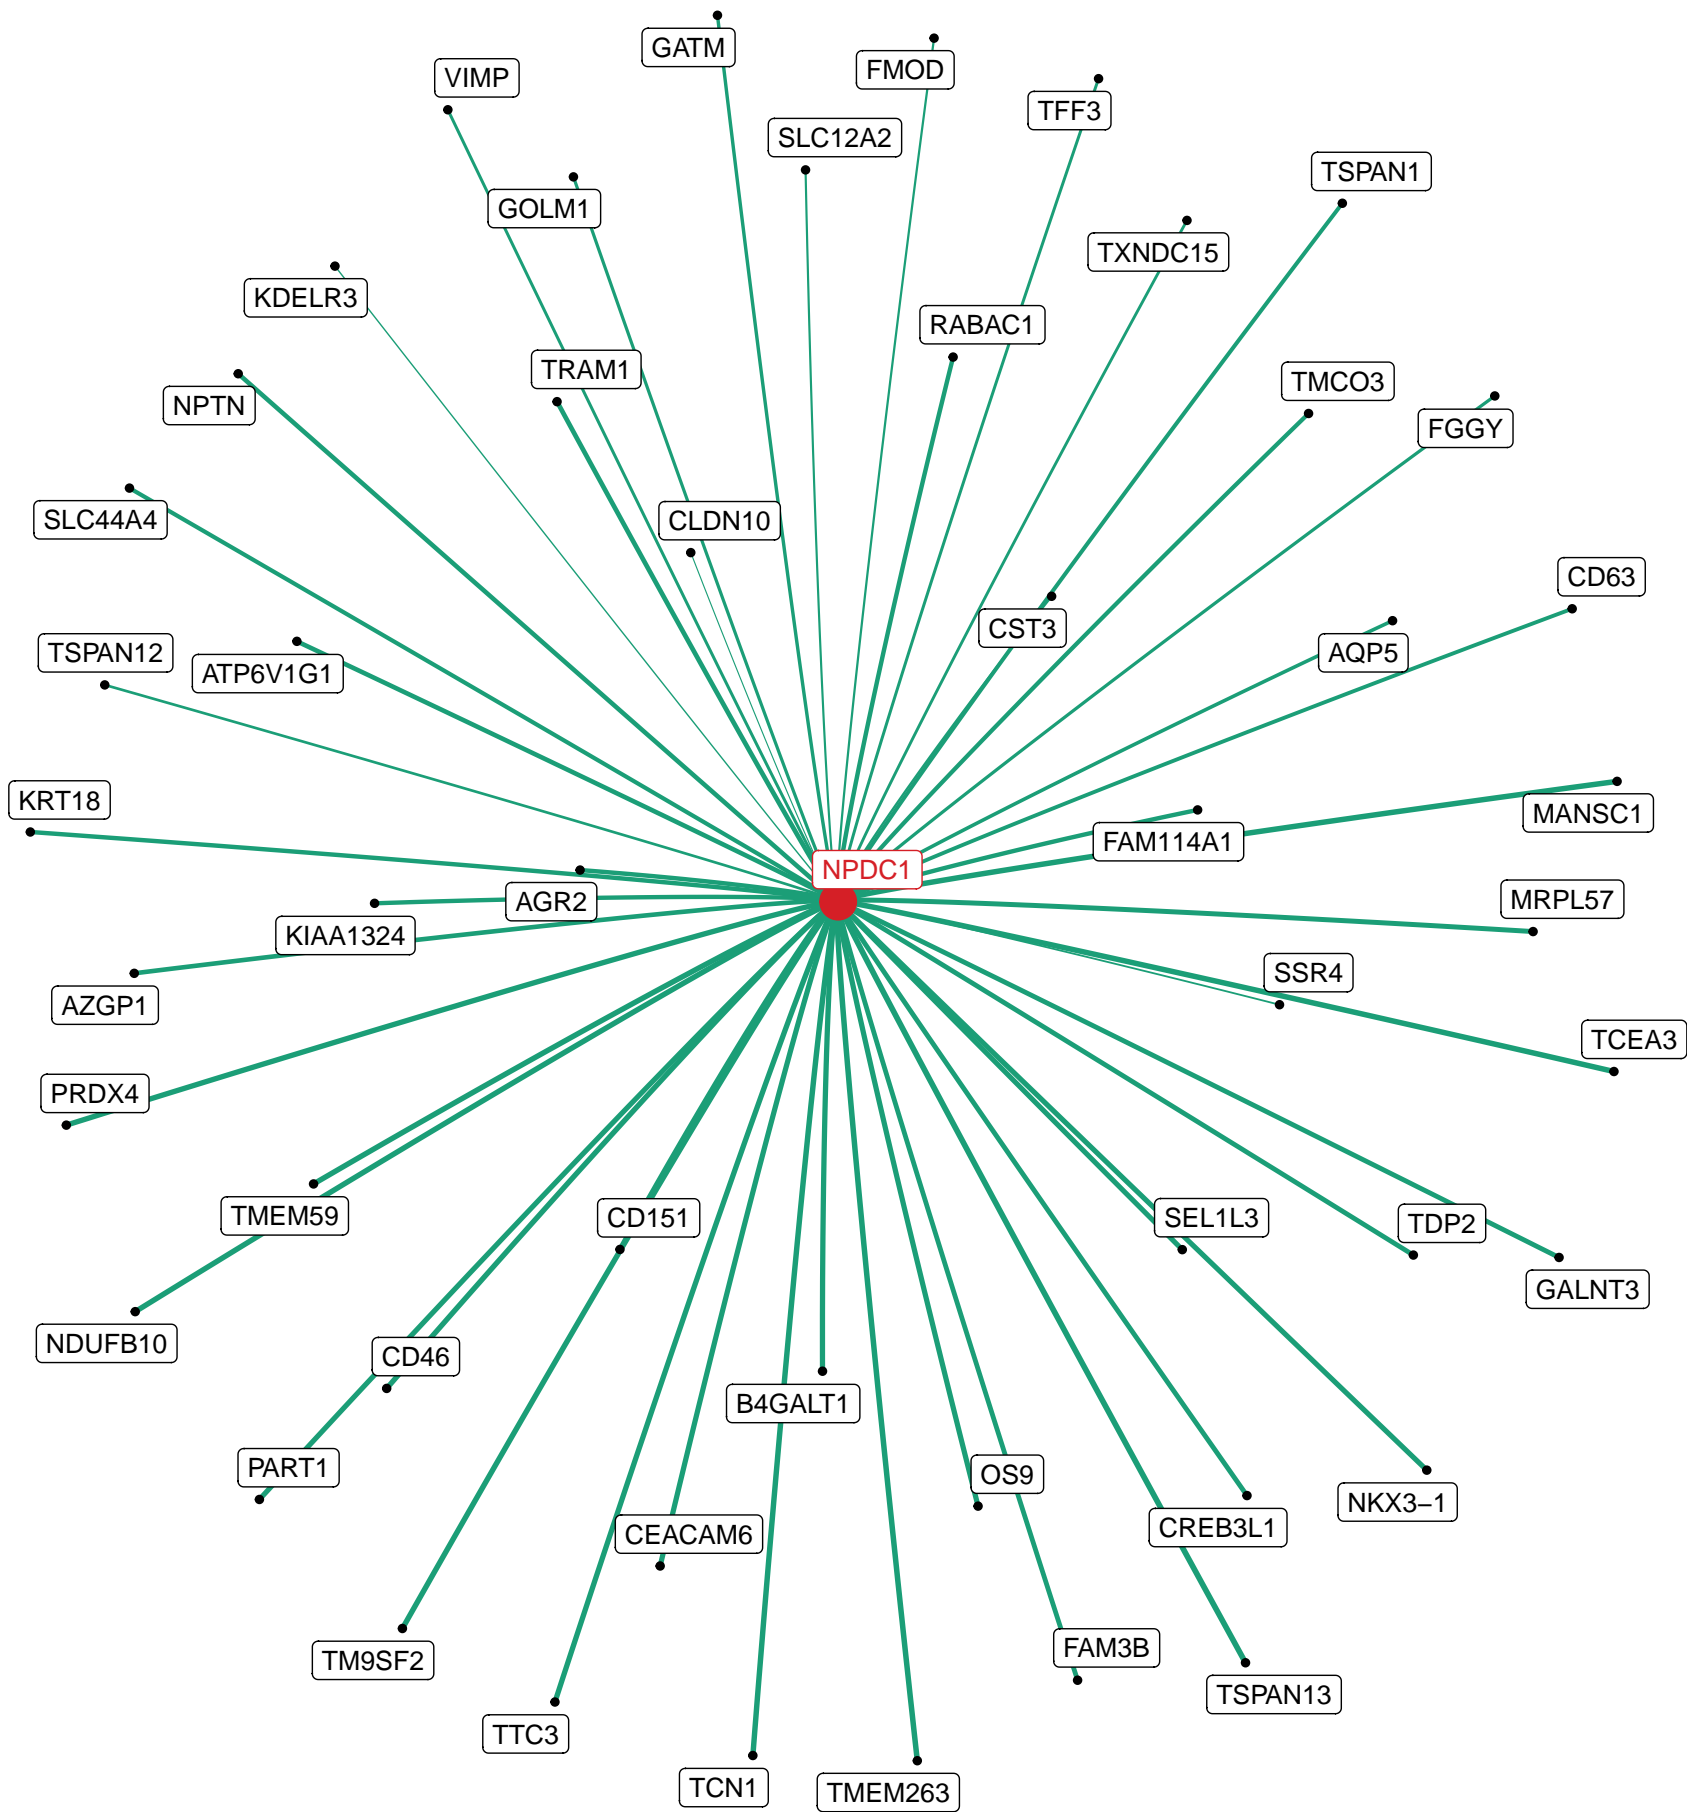 GATM
FMOD
VIMP
TFF3
SLC12A2
TSPAN1
GOLM1
TXNDC15
KDELR3
RABAC1
TRAM1
TMCO3
NPTN
FGGY
SLC44A4
CLDN10
CD63
CST3
TSPAN12
AQP5
ATP6V1G1
KRT18
MANSC1
FAM114A1
NPDC1
MRPL57
AGR2
KIAA1324
SSR4
AZGP1
TCEA3
PRDX4
TMEM59
CD151
SEL1L3
TDP2
GALNT3
NDUFB10
CD46
B4GALT1
PART1
OS9
NKX3–1
CREB3L1
CEACAM6
FAM3B
TM9SF2
TSPAN13
TTC3
TCN1
TMEM263